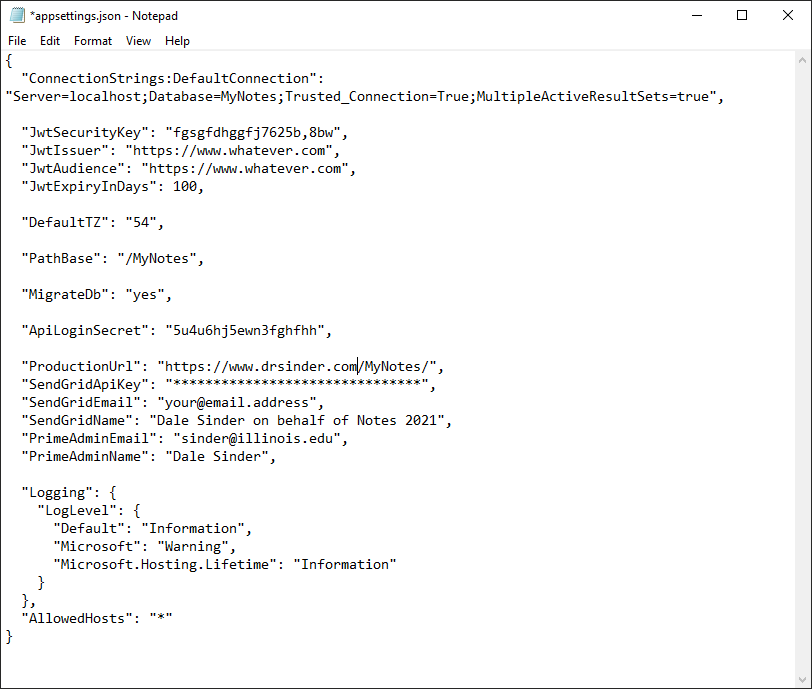 *appsettings.json - Notepad
File Edit Format View Help
{
  "ConnectionStrings:DefaultConnection":
"Server=localhost;Database=MyNotes;Trusted_Connection=True;MultipleActiveResultSets=true",

  "JwtSecurityKey": "fgsgfdhggfj7625b,8bw",
  "JwtIssuer": "https://www.whatever.com",
  "JwtAudience": "https://www.whatever.com",
  "JwtExpiryInDays": 100,

  "DefaultTZ": "54",

  "PathBase": "/MyNotes",

  "MigrateDb": "yes",

  "ApiLoginSecret": "5u4u6hj5ewn3fghfhh",

  "ProductionUrl": "https://www.drsinder.com/MyNotes/",
  "SendGridApiKey": "*******************************",
  "SendGridEmail": "your@email.address",
  "SendGridName": "Dale Sinder on behalf of Notes 2021",
  "PrimeAdminEmail": "sinder@illinois.edu",
  "PrimeAdminName": "Dale Sinder",

  "Logging": {
    "LogLevel": {
      "Default": "Information",
      "Microsoft": "Warning",
      "Microsoft.Hosting.Lifetime": "Information"
    }
  },
  "AllowedHosts": "*"
}